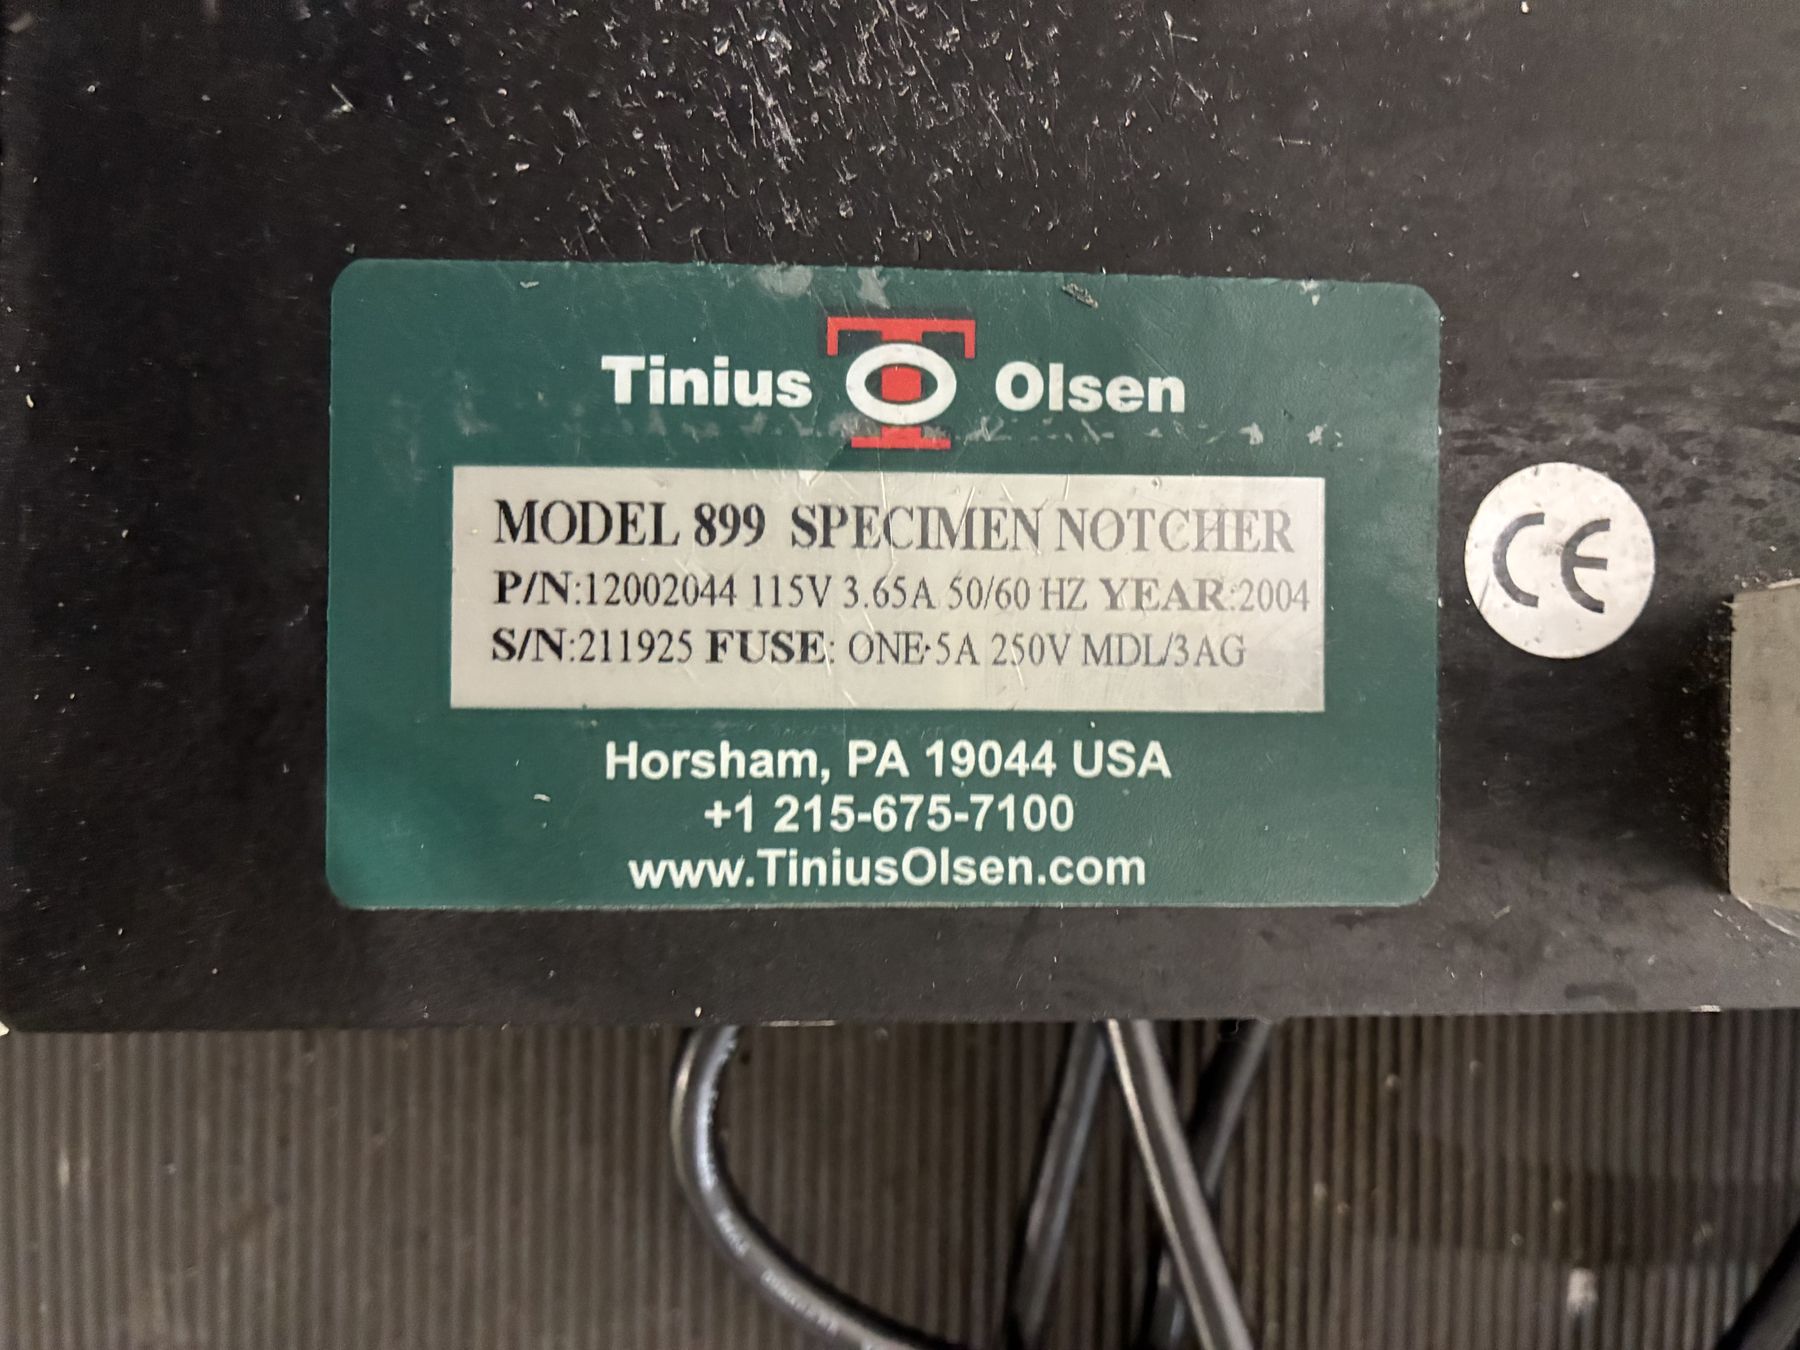 Tinius TO Olsen
MODEL 899 SPECIMEN NOTCHER
P/N:12002044 115V 3.65A 50/60 HZ YEAR:2004
S/N:211925 FUSE: ONE·5A 250V MDL/3AG
CE
Horsham, PA 19044 USA
+1 215-675-7100
www.TiniusOlsen.com